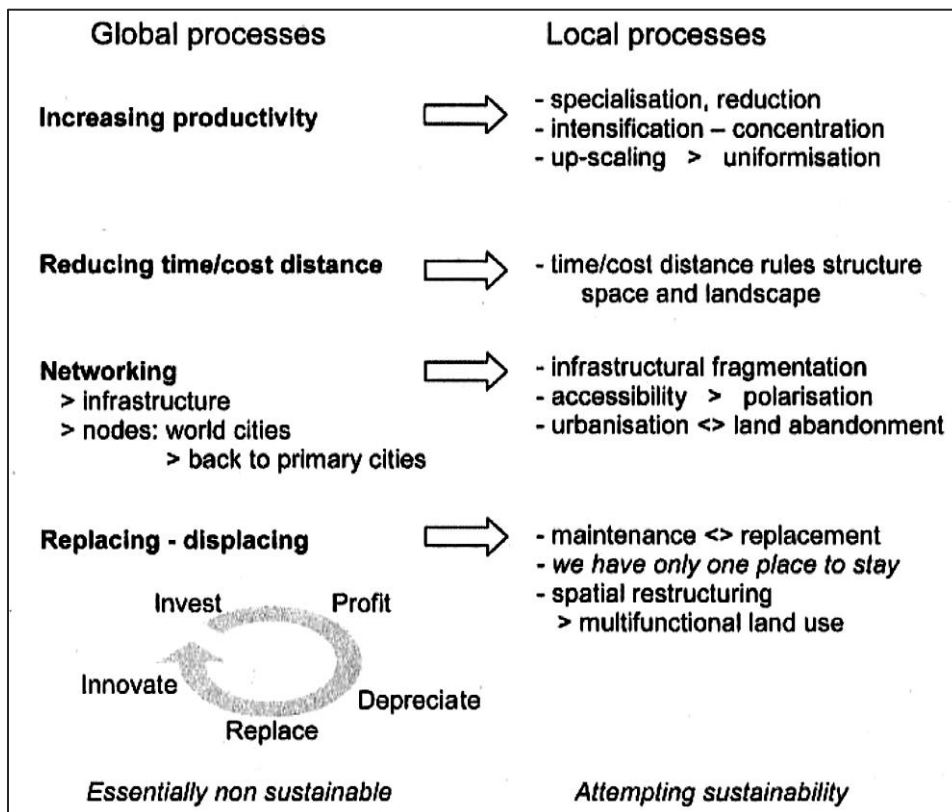 Global processes
Local processes
Increasing productivity
- specialisation, reduction
- intensification – concentration
- up-scaling > uniformisation
Reducing time/cost distance
- time/cost distance rules structure
space and landscape
Networking
> infrastructure
> nodes: world cities
> back to primary cities
- infrastructural fragmentation
- accessibility > polarisation
- urbanisation <> land abandonment
Replacing - displacing
- maintenance <> replacement
- we have only one place to stay
- spatial restructuring
> multifunctional land use
Invest
Profit
Innovate
Depreciate
Replace
Essentially non sustainable
Attempting sustainability